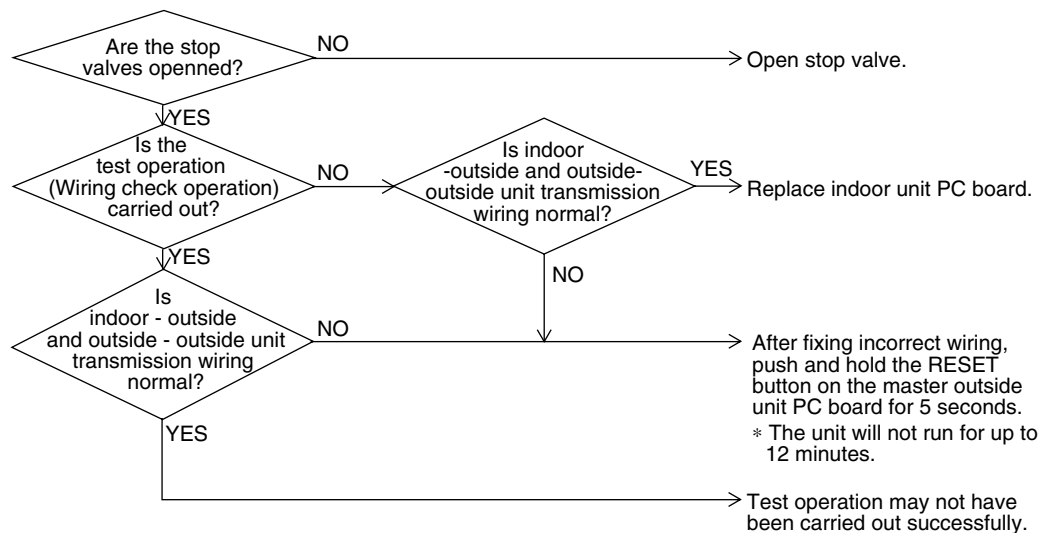 Are the stop
valves openned?
NO
Open stop valve.
YES
Is the
test operation
(Wiring check operation)
carried out?
NO
Is indoor
-outside and outside-
outside unit transmission
wiring normal?
YES
Replace indoor unit PC board.
YES
NO
Is
indoor - outside
and outside - outside unit
transmission wiring
normal?
NO
After fixing incorrect wiring,
push and hold the RESET
button on the master outside
unit PC board for 5 seconds.
* The unit will not run for up to
12 minutes.
YES
Test operation may not have
been carried out successfully.